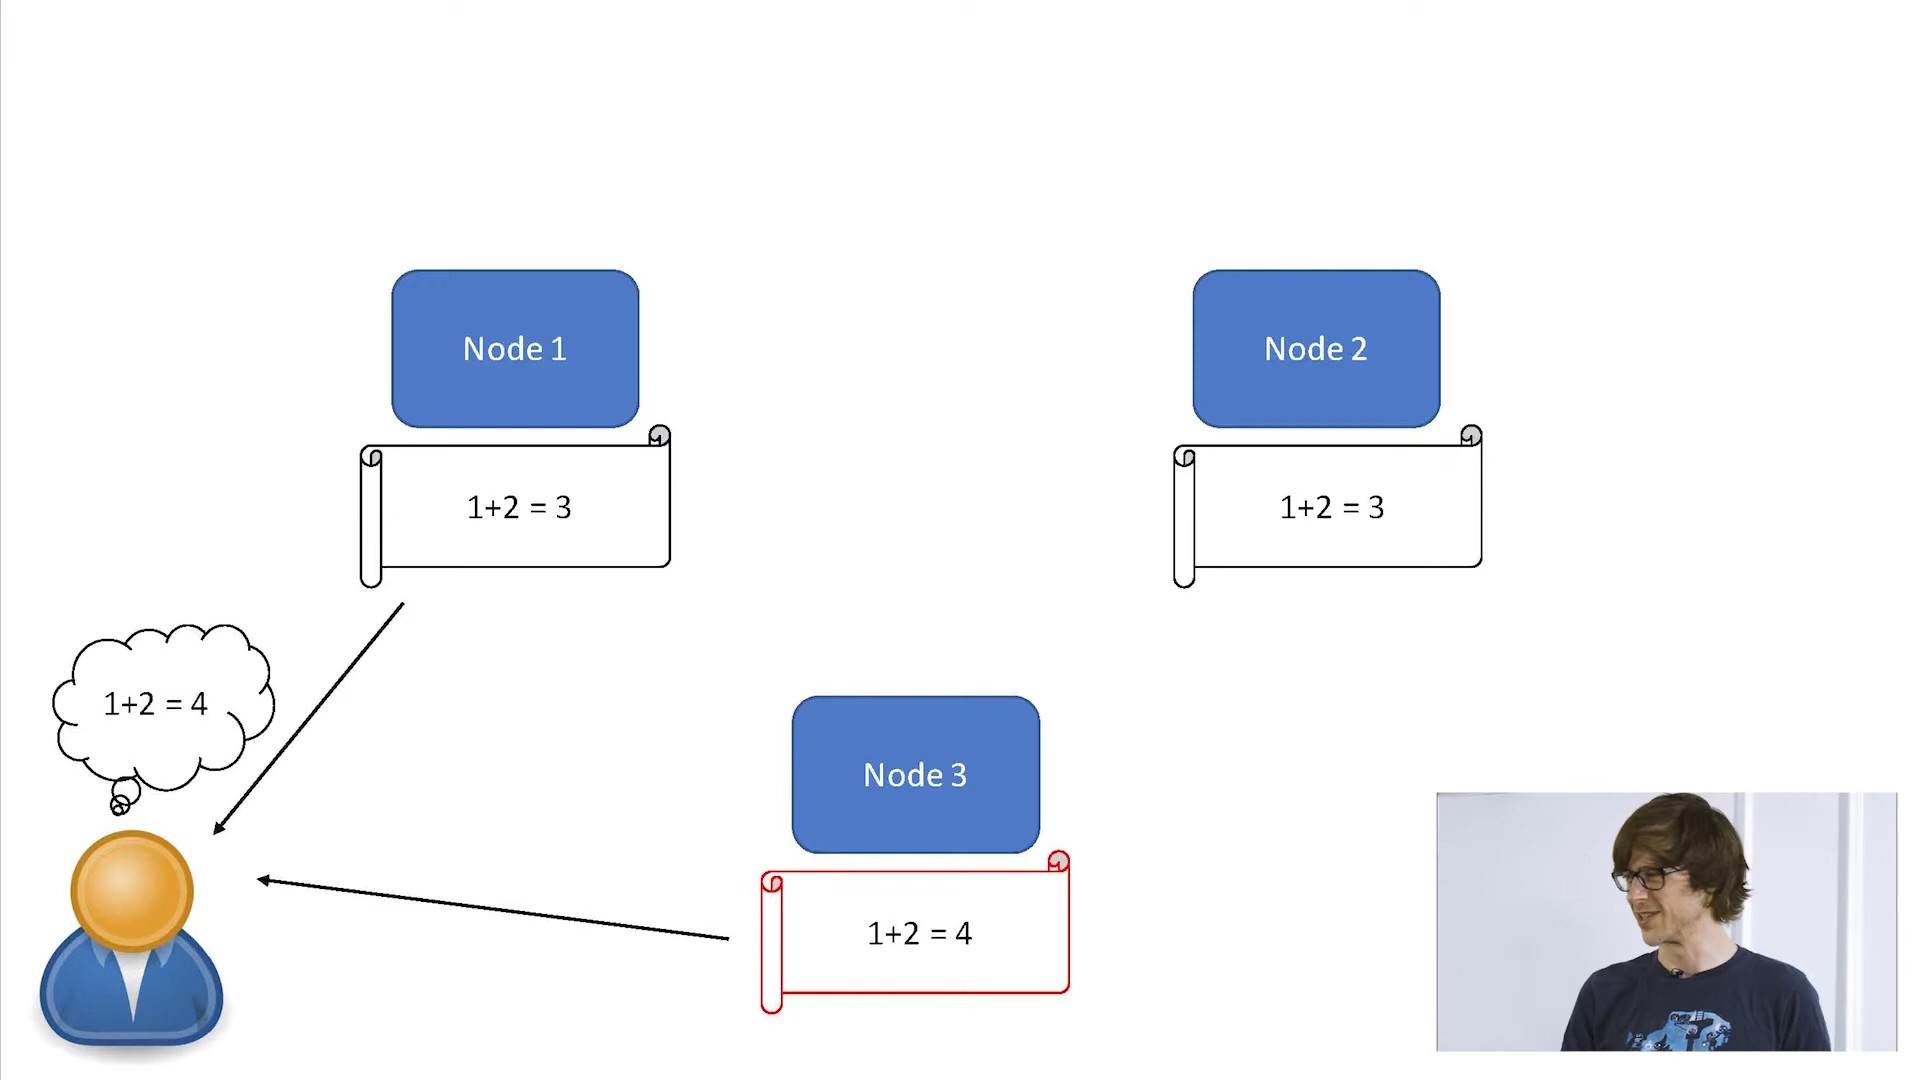 Node 1
Node 2
1+2 = 3
1+2 = 3
1+2 = 4
Node 3
1+2 = 4